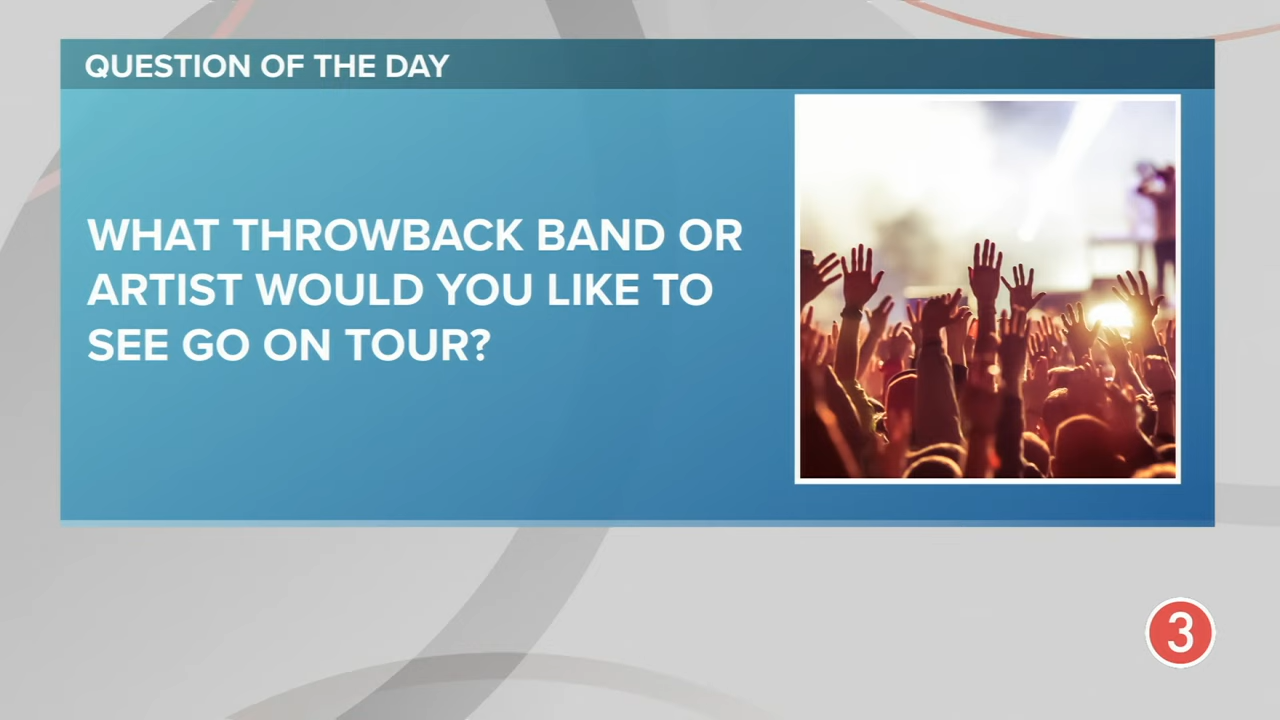 QUESTION OF THE DAY
WHAT THROWBACK BAND OR
ARTIST WOULD YOU LIKE TO
SEE GO ON TOUR?
3